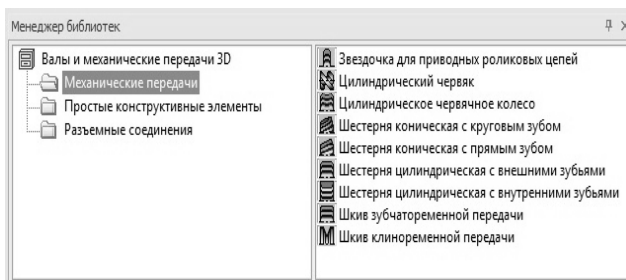 Менеджер библиотек
Валы и механические передачи 3D
Механические передачи
Простые конструктивные элементы
Разъемные соединения
Звездочка для приводных роликовых цепей
Цилиндрический червяк
Цилиндрическое червячное колесо
Шестерня коническая с круговым зубом
Шестерня коническая с прямым зубом
Шестерня цилиндрическая с внешними зубьями
Шестерня цилиндрическая с внутренними зубьями
Шкив зубчатоременной передачи
Шкив клиноременной передачи